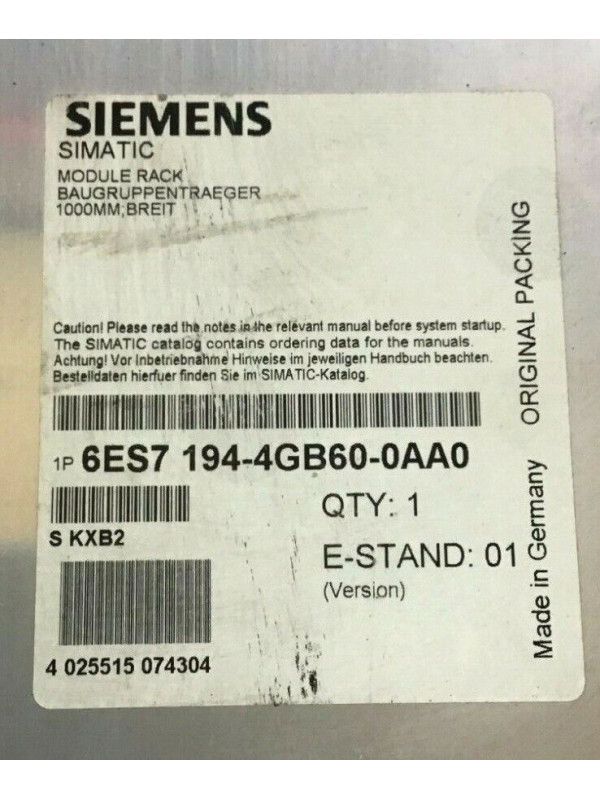 SIEMENS
SIMATIC
MODULE RACK
BAUGRUPPENTRAEGER
1000MM;BREIT
Caution! Please read the notes in the relevant manual before system startup.
The SIMATIC catalog contains ordering data for the manuals.
Achtung! Vor Inbetriebnahme Hinweise im jeweiligen Handbuch beachten.
Bestelldaten hierfuer finden Sie im SIMATIC-Katalog.
1P 6ES7 194-4GB60-0AA0
S KXB2
QTY: 1
E-STAND: 01
(Version)
4 025515 074304
Made in Germany ORIGINAL PACKING